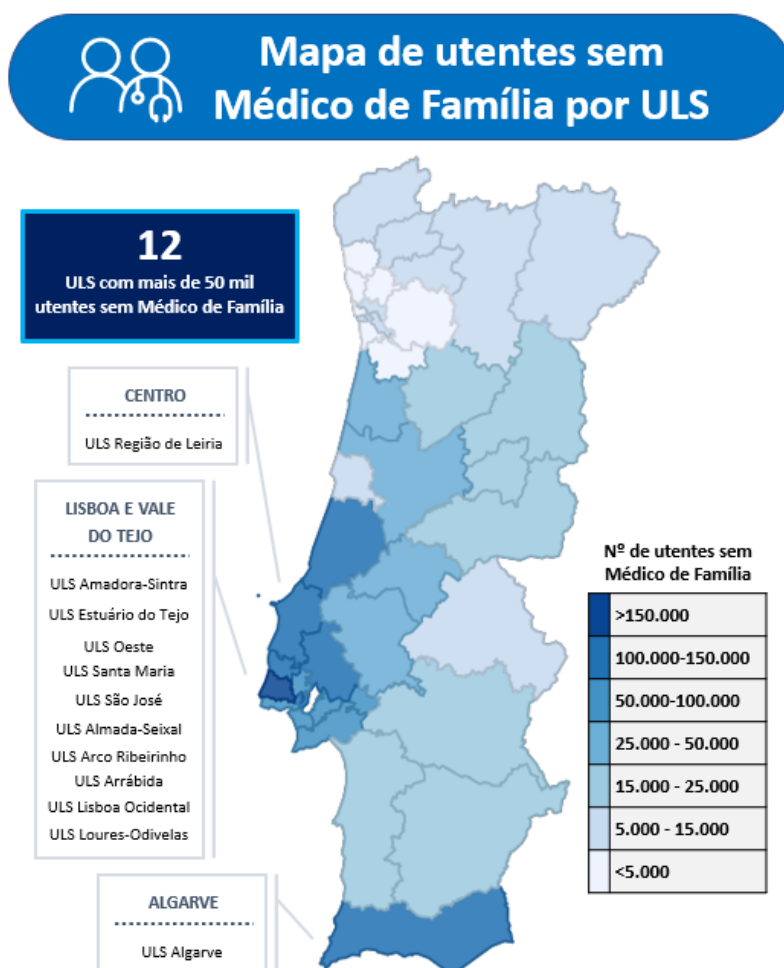 Mapa de utentes sem
Médico de Família por ULS
12
ULS com mais de 50 mil
utentes sem Médico de Família
CENTRO
ULS Região de Leiria
LISBOA E VALE
DO TEJO
ULS Amadora-Sintra
ULS Estuário do Tejo
ULS Oeste
ULS Santa Maria
ULS São José
ULS Almada-Seixal
ULS Arco Ribeirinho
ULS Arrábida
ULS Lisboa Ocidental
ULS Loures-Odivelas
ALGARVE
ULS Algarve
Nº de utentes sem
Médico de Família
>150.000
100.000-150.000
50.000-100.000
25.000 - 50.000
15.000 - 25.000
5.000 - 15.000
<5.000